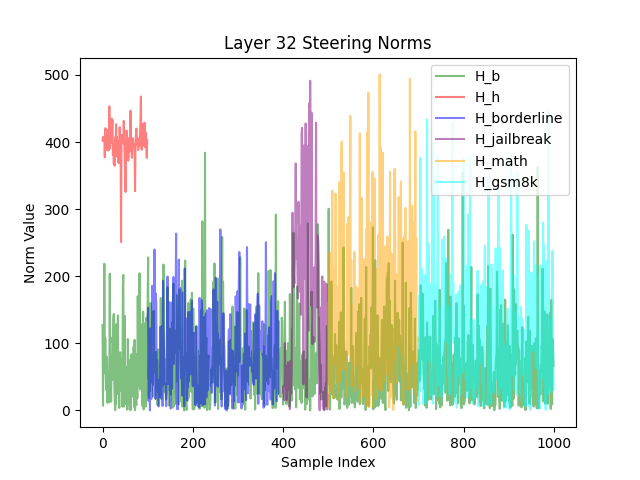 Layer 32 Steering Norms
Norm Value
500
400
300
200
100
0
H_b
H_h
H_borderline
H_jailbreak
H_math
H_gsm8k
0 200 400 600 800 1000
Sample Index